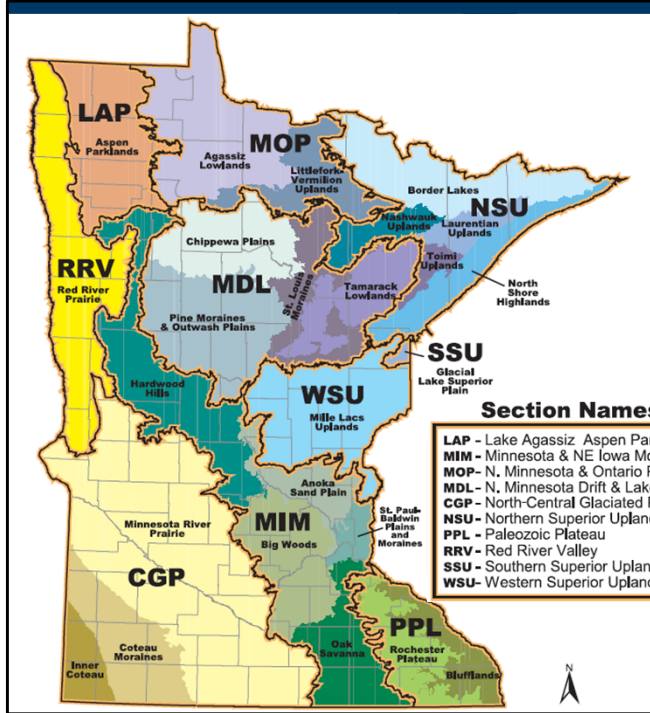 LAP
Aspen
Parklands
MOP
Agassiz
Lowlands
Littlefork-
Vermilion
Uplands
Border Lakes
NSU
Nashwauk
Uplands
Laurentian
Uplands
Toimi
Uplands
North
Shore
Highlands
RRV
Red River
Prairie
Chippewa Plains
MDL
St. Louis
Moraines
Tamarack
Lowlands
Pine Moraines
& Outwash Plains
SSU
Glacial
Lake Superior
Plain
Hardwood
Hills
WSU
Mille Lacs
Uplands
Anoka
Sand Plain
MIM
Big Woods
St. Paul-
Baldwin
Plains
and
Moraines
Minnesota River
Prairie
CGP
Coteau
Moraines
Inner
Coteau
Oak
Savanna
PPL
Rochester
Plateau
Blufflands
Section Names
LAP - Lake Agassiz Aspen Par
MIM - Minnesota & NE Iowa Mo
MOP- N. Minnesota & Ontario P
MDL - N. Minnesota Drift & Lake
CGP - North-Central Glaciated P
NSU - Northern Superior Upland
PPL - Paleozoic Plateau
RRV - Red River Valley
SSU - Southern Superior Uplan
WSU- Western Superior Upland
N